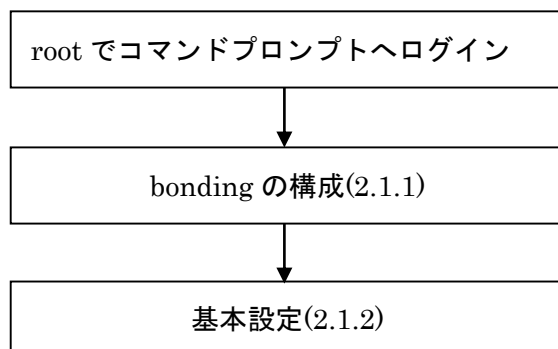 root でコマンドプロンプトへログイン
bonding の構成(2.1.1)
基本設定(2.1.2)